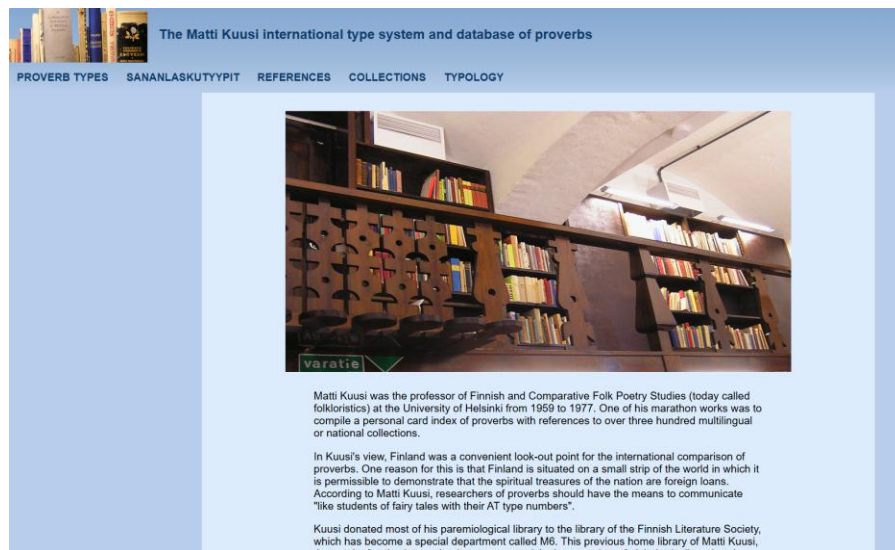 The Matti Kuusi international type system and database of proverbs
PROVERB TYPES SANANLASKUTYYPIT REFERENCES COLLECTIONS TYPOLOGY
varatie
Matti Kuusi was the professor of Finnish and Comparative Folk Poetry Studies (today called
folkloristics) at the University of Helsinki from 1959 to 1977. One of his marathon works was to
compile a personal card index of proverbs with references to over three hundred multilingual
or national collections.
In Kuusi's view, Finland was a convenient look-out point for the international comparison of
proverbs. One reason for this is that Finland is situated on a small strip of the world in which it
is permissible to demonstrate that the spiritual treasures of the nation are foreign loans.
According to Matti Kuusi, researchers of proverbs should have the means to communicate
"like students of fairy tales with their AT type numbers".
Kuusi donated most of his paremiological library to the library of the Finnish Literature Society,
which has become a special department called M6. This previous home library of Matti Kuusi,